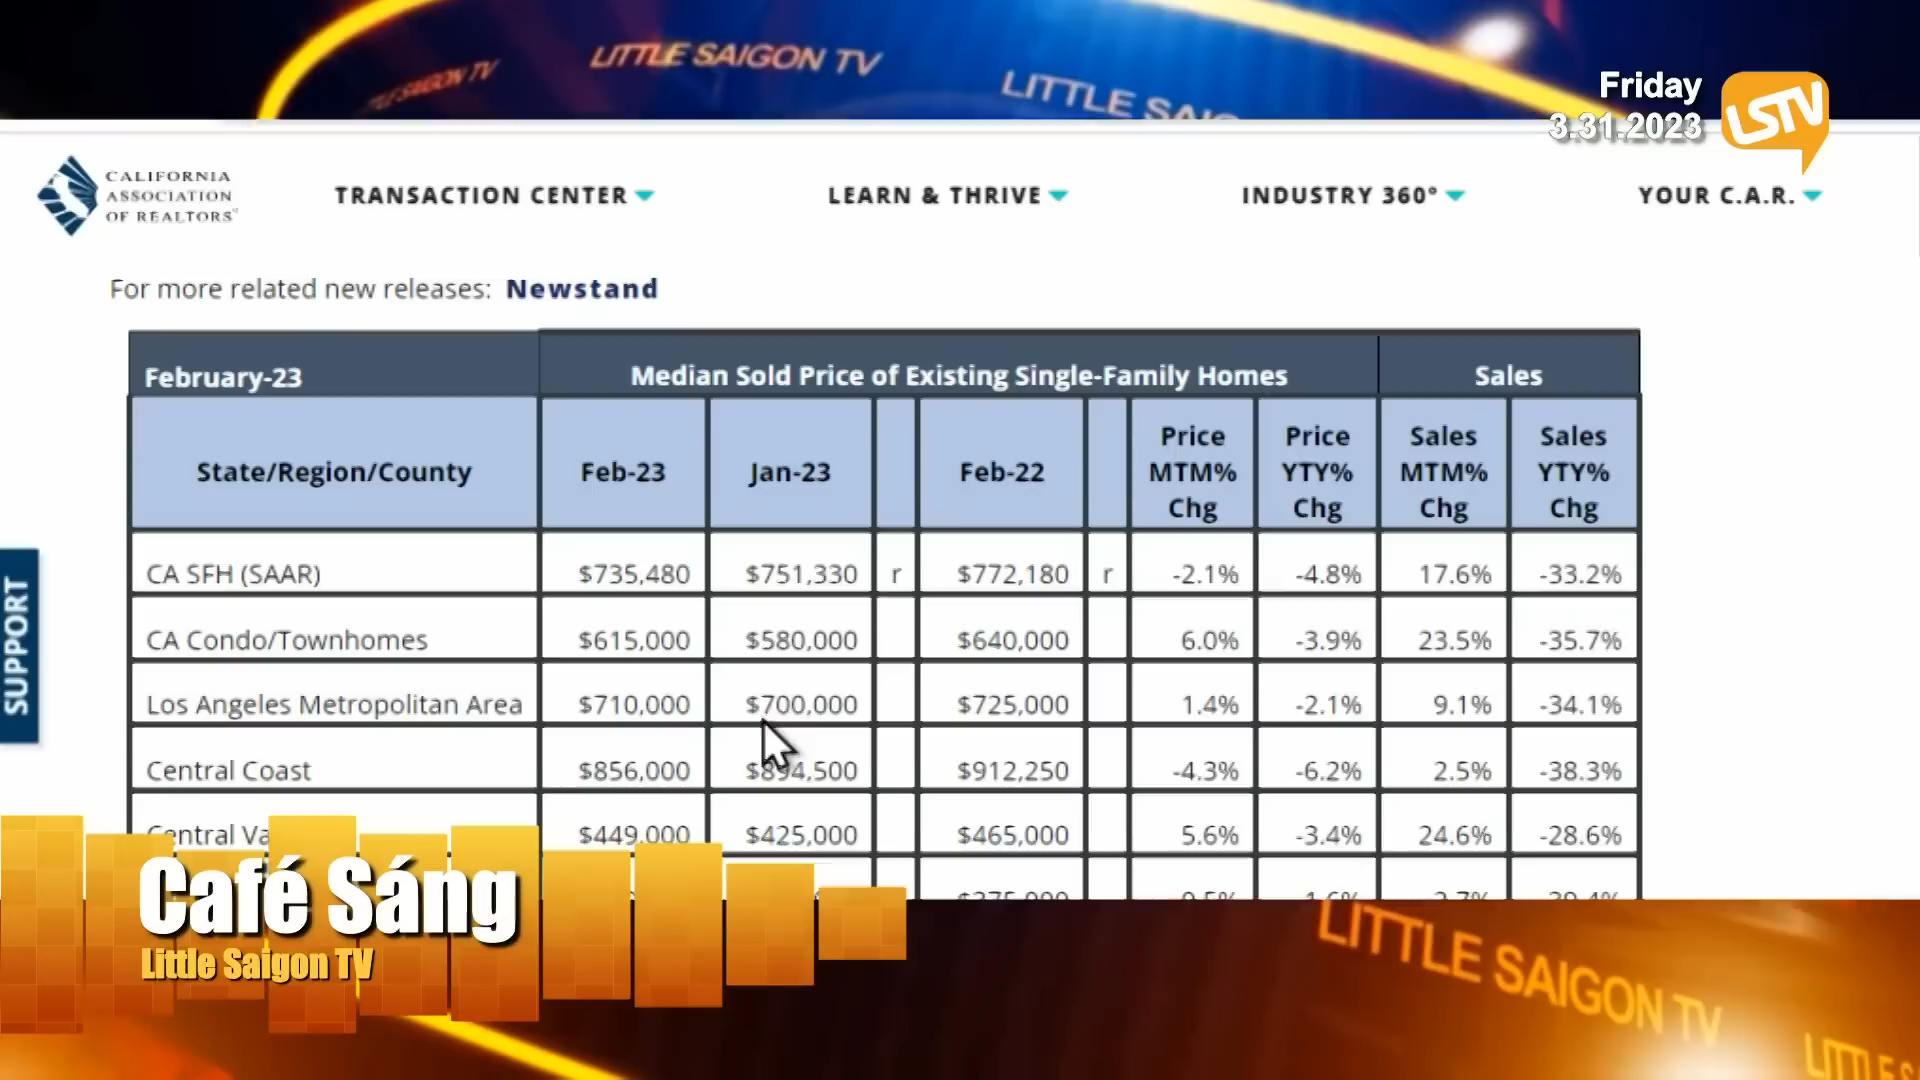 LITTLE SAIGON TV
LITTLE SAIGON TV
Friday
3.31.2023
LSTV
CALIFORNIA
ASSOCIATION
OF REALTORS
TRANSACTION CENTER
LEARN & THRIVE
INDUSTRY 360°
YOUR C.A.R.
For more related new releases: Newstand
February-23 Median Sold Price of Existing Single-Family Homes Sales
State/Region/County Feb-23 Jan-23 Feb-22 Price MTM% Chg Price YTY% Chg Sales MTM% Chg Sales YTY% Chg
CA SFH (SAAR) $735,480 $751,330 r $772,180 r -2.1% -4.8% 17.6% -33.2%
CA Condo/Townhomes $615,000 $580,000 $640,000 6.0% -3.9% 23.5% -35.7%
Los Angeles Metropolitan Area $710,000 $700,000 $725,000 1.4% -2.1% 9.1% -34.1%
Central Coast $856,000 $894,500 $912,250 -4.3% -6.2% 2.5% -38.3%
Central $449,000 $425,000 $465,000 5.6% -3.4% 24.6% -28.6%
SUPPORT
Café Sáng
Little Saigon TV
LITTLE SAIGON TV